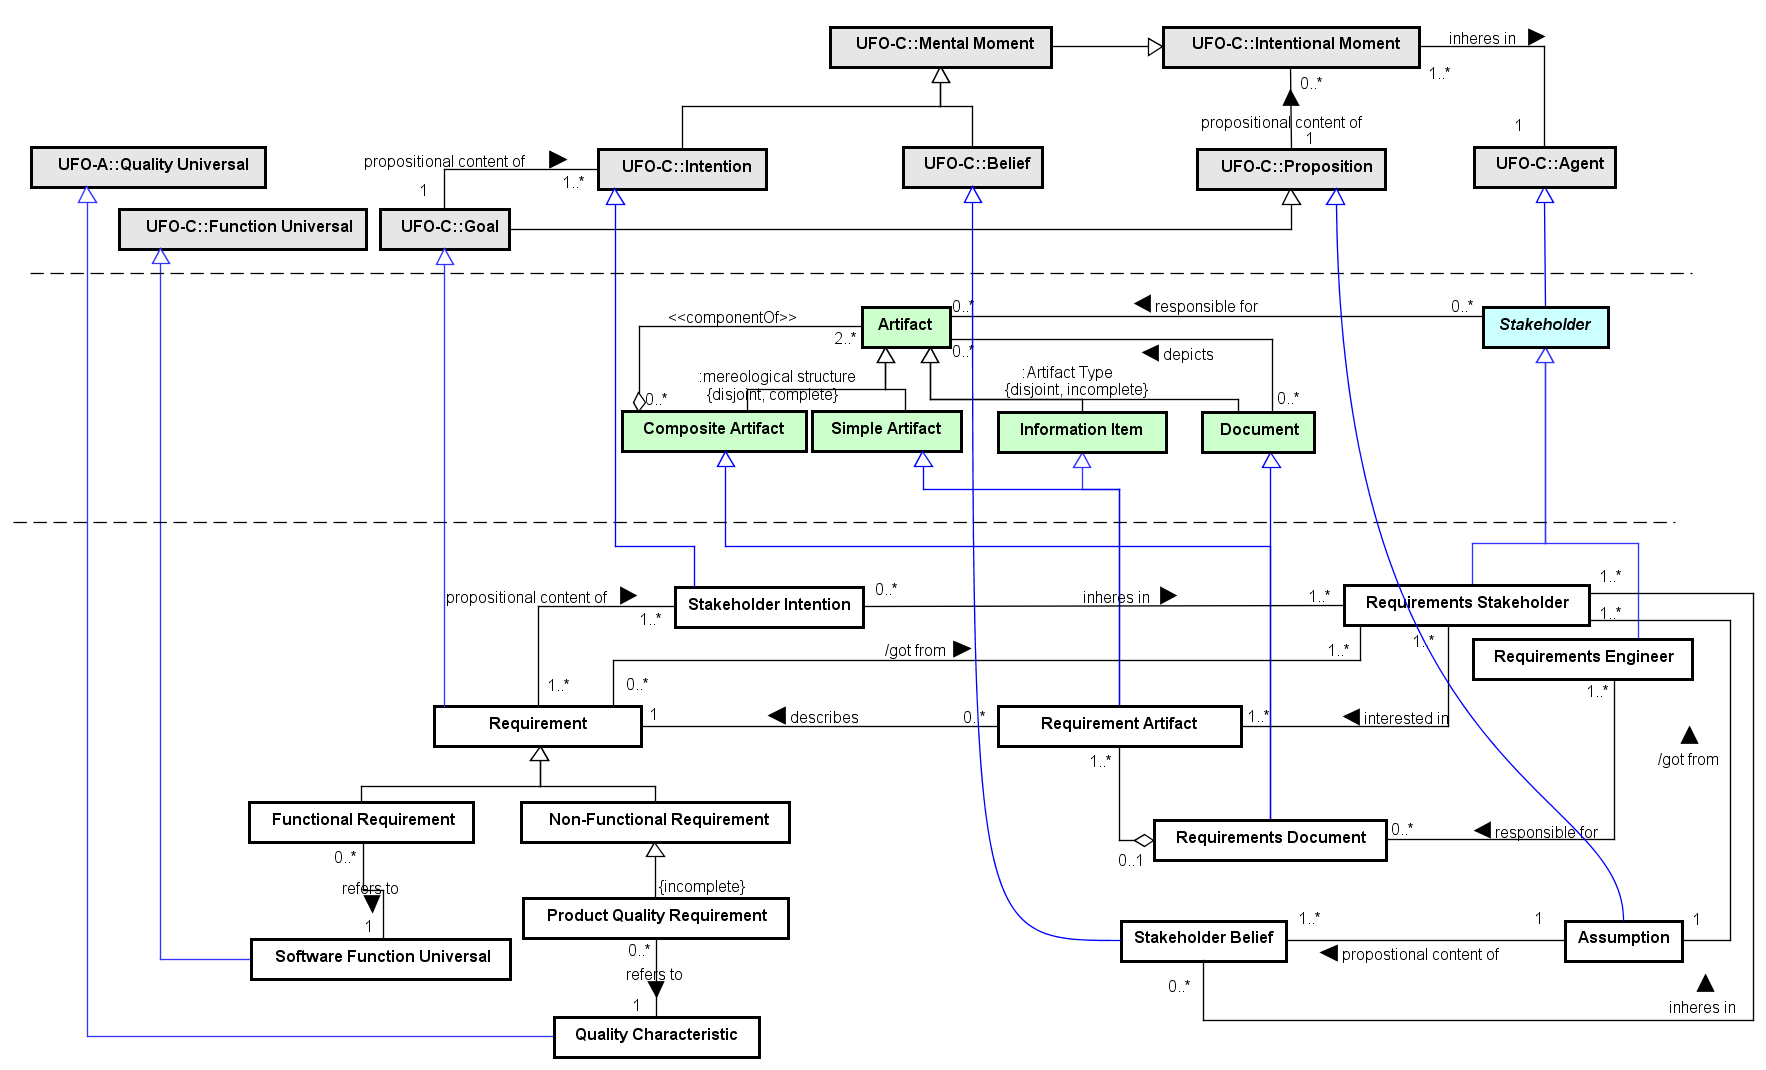 UFO-C::Mental Moment
UFO-C::Intentional Moment
inheres in
1..*
0..*
propositional content of
1
1
UFO-A::Quality Universal
propositional content of
1
1..*
UFO-C::Intention
UFO-C::Belief
UFO-C::Proposition
UFO-C::Agent
UFO-C::Function Universal
UFO-C::Goal
<<componentOf>>
2..*
0..*
Artifact
0..*
responsible for
0..*
Stakeholder
0..*
depicts
0..*
:mereological structure
{disjoint, complete}
:Artifact Type
{disjoint, incomplete}
Composite Artifact
Simple Artifact
Information Item
Document
propositional content of
1..*
1..*
Stakeholder Intention
0..*
inheres in
1..*
Requirements Stakeholder
1..*
1..*
/got from
0..*
1..*
1..*
Requirements Engineer
1..*
Requirement
1
describes
0..*
Requirement Artifact
1..*
interested in
/got from
1..*
0..1
Functional Requirement
Non-Functional Requirement
Requirements Document
0..*
responsible for
0..*
refers to
1
{incomplete}
Product Quality Requirement
Software Function Universal
0..*
refers to
1
Quality Characteristic
Stakeholder Belief
1..*
1
propostional content of
Assumption
1
0..*
inheres in